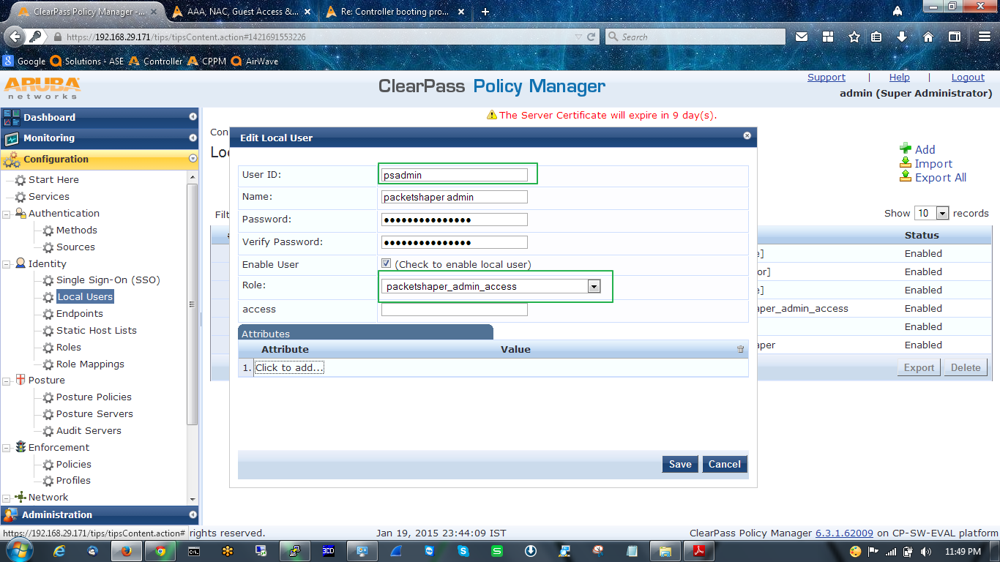 ClearPass Policy Manager -...
AAA, NAC, Guest Access &...
Re: Controller booting pro...
https://192.168.29.171/tips/tipsContent.action#1421691553226
Search
Google Solutions - ASE Controller CPPM AirWave
ARUBA
networks
ClearPass Policy Manager
Support | Help | Logout
admin (Super Administrator)
The Server Certificate will expire in 9 day(s).
Dashboard
Monitoring
Configuration
Start Here
Services
Authentication
Methods
Sources
Identity
Single Sign-On (SSO)
Local Users
Endpoints
Static Host Lists
Roles
Role Mappings
Posture
Posture Policies
Posture Servers
Audit Servers
Enforcement
Policies
Profiles
Network
Administration
Con
Loc
Filt
Edit Local User
User ID: psadmin
Name: packetshaper admin
Password: •••••••••••••••
Verify Password: •••••••••••••••
Enable User (Check to enable local user)
Role: packetshaper_admin_access
access
Attributes
Attribute Value
1. Click to add...
Save Cancel
Add
Import
Export All
Show 10 records
Status
e] Enabled
or] Enabled
e] Enabled
aper_admin_access Enabled
Enabled
aper Enabled
Export Delete
https://192.168.29.171/tips/tipsContent.action# rights reserved.
Jan 19, 2015 23:44:09 IST
ClearPass Policy Manager 6.3.1.62009 on CP-SW-EVAL platform
11:49 PM